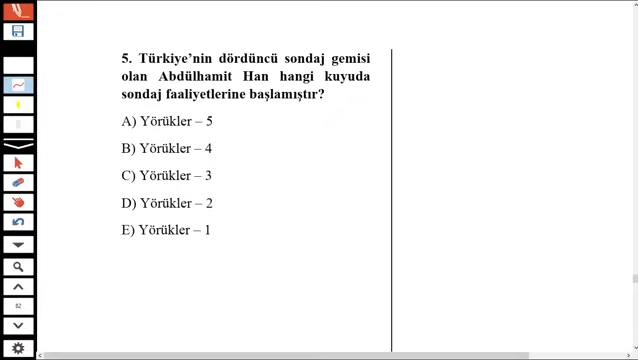 5. Türkiye’nin dördüncü sondaj gemisi
olan Abdülhamit Han hangi kuyuda
sondaj faaliyetlerine başlamıştır?
A) Yörükler – 5
B) Yörükler – 4
C) Yörükler – 3
D) Yörükler – 2
E) Yörükler – 1
82